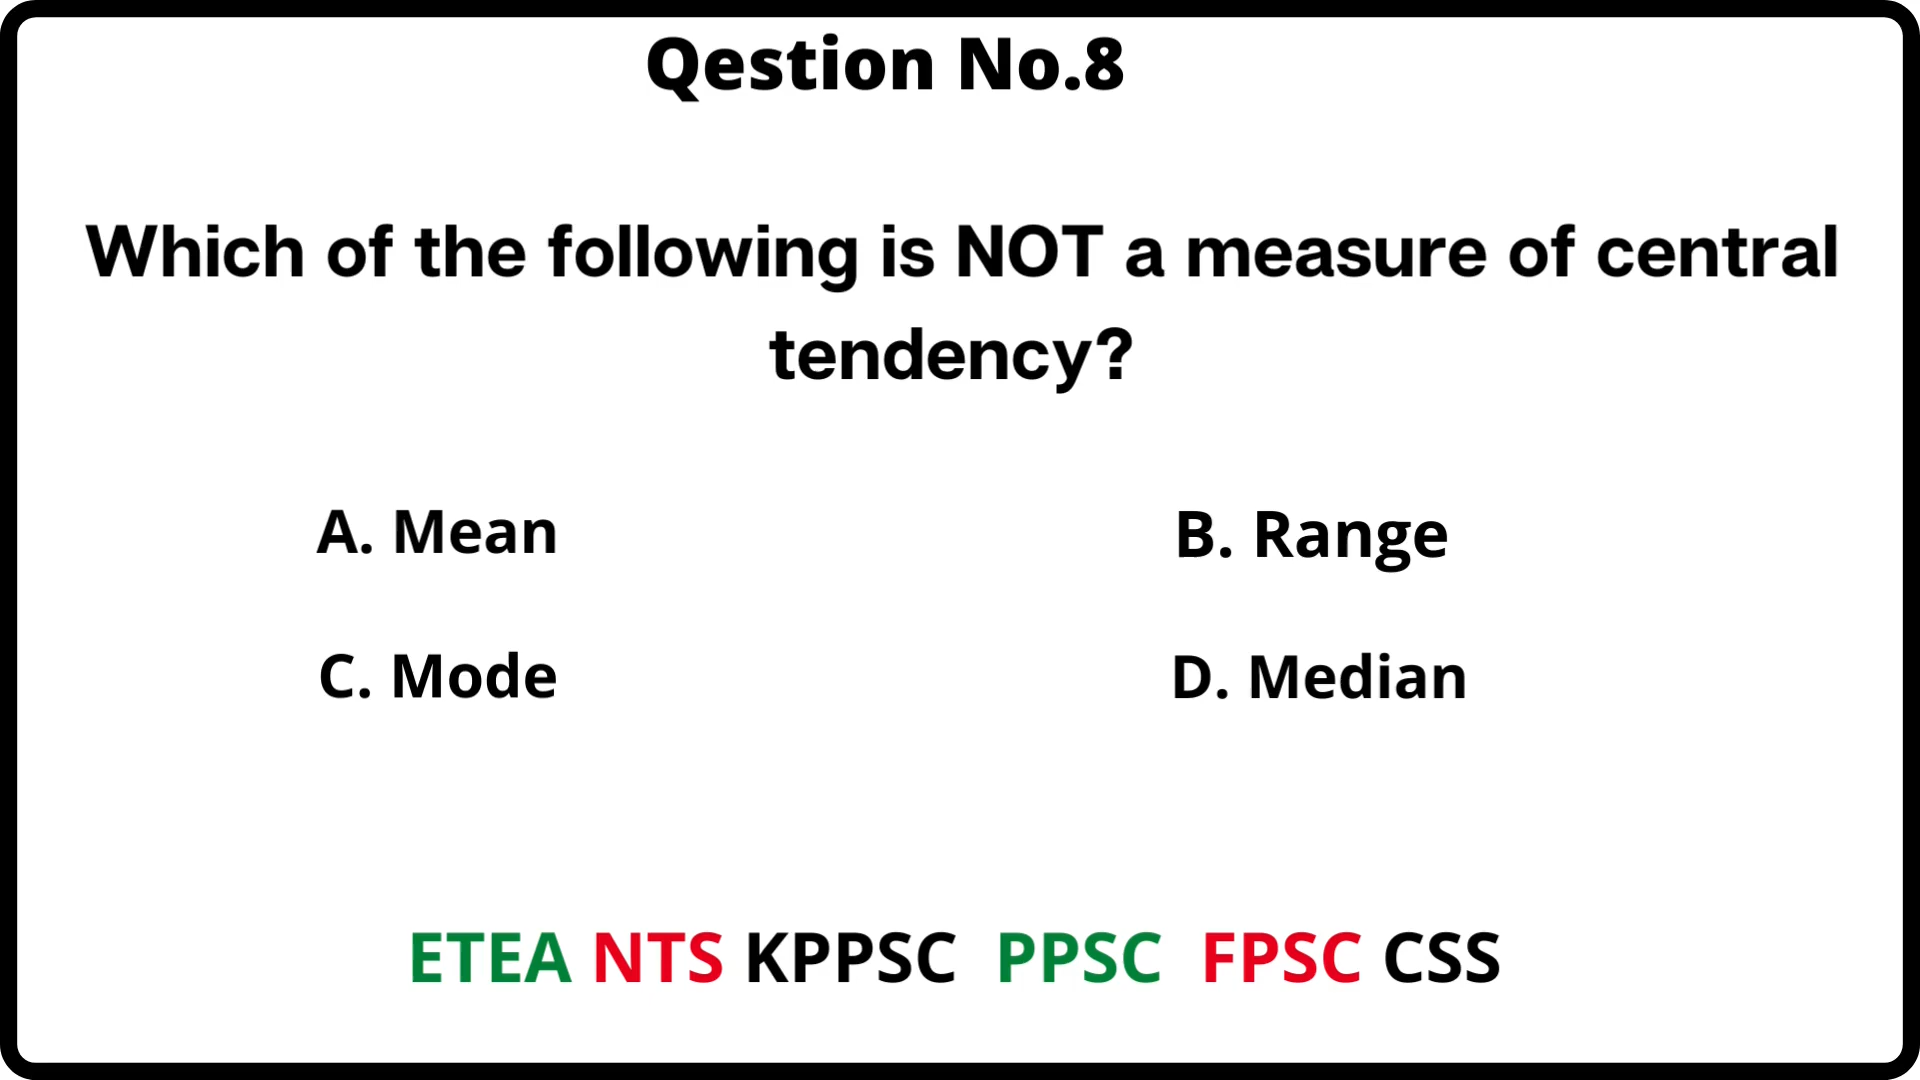 Qestion No.8
Which of the following is NOT a measure of central
tendency?
A. Mean
B. Range
C. Mode
D. Median
ETEA NTS KPPSC PPSC FPSC CSS